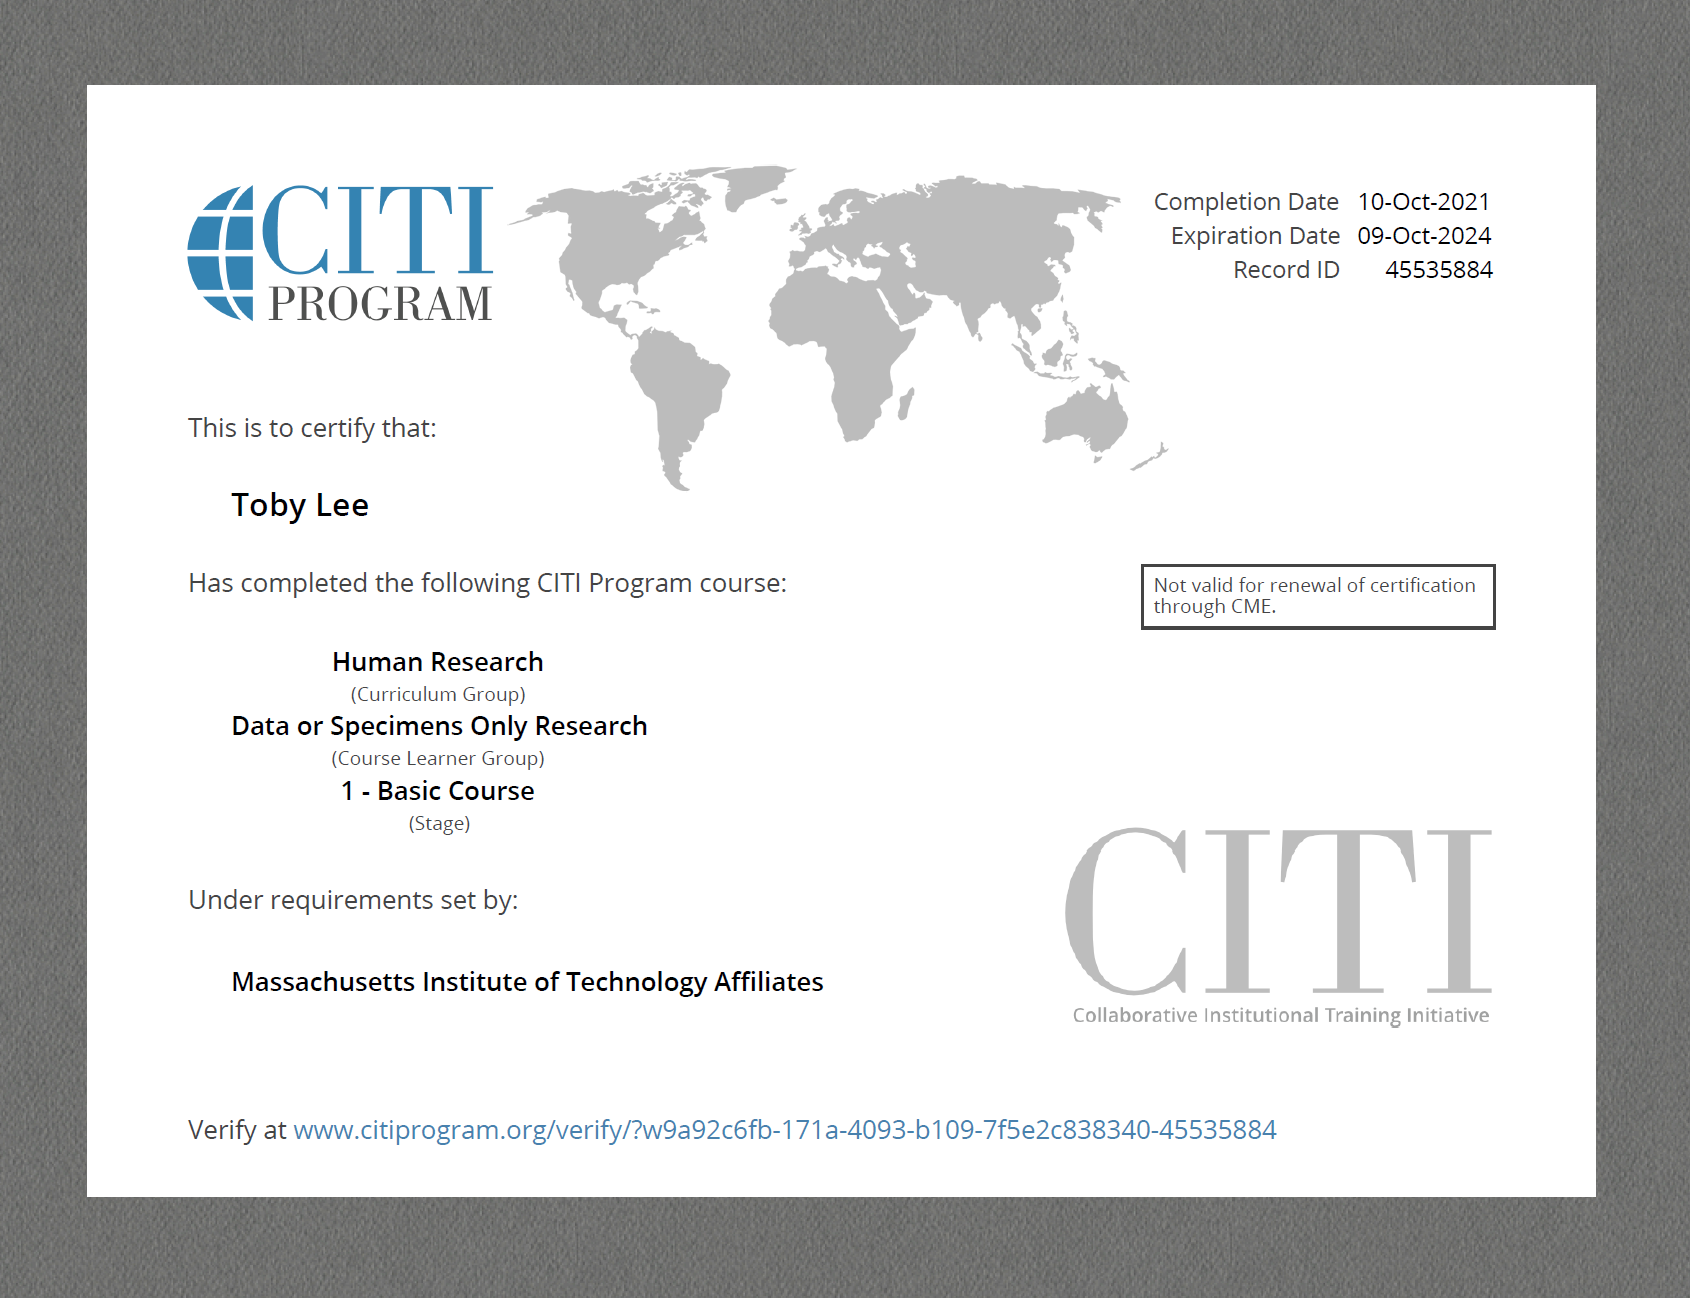 CITI
PROGRAM
Completion Date 10-Oct-2021
Expiration Date 09-Oct-2024
Record ID 45535884
This is to certify that:
Toby Lee
Has completed the following CITI Program course:
Not valid for renewal of certification
through CME.
Human Research
(Curriculum Group)
Data or Specimens Only Research
(Course Learner Group)
1 - Basic Course
(Stage)
Under requirements set by:
Massachusetts Institute of Technology Affiliates
CITI
Collaborative Institutional Training Initiative
Verify at www.citiprogram.org/verify/?w9a92c6fb-171a-4093-b109-7f5e2c838340-45535884